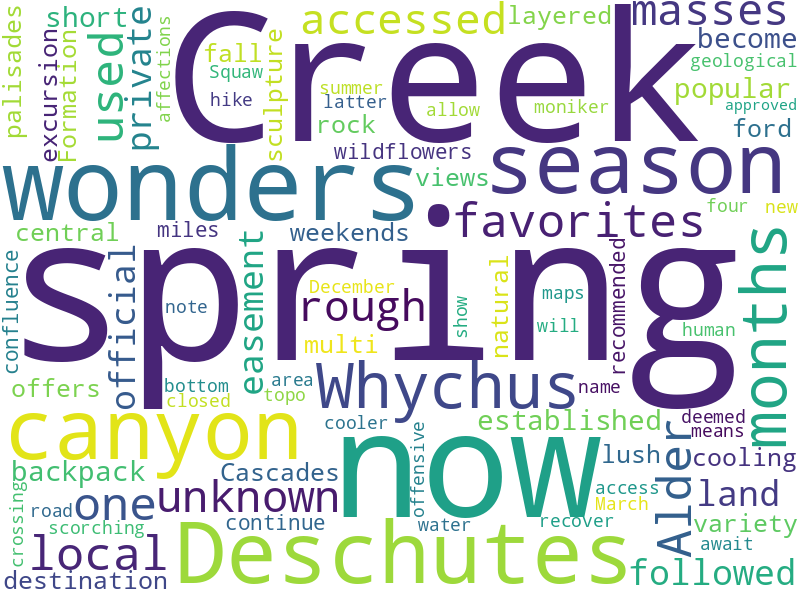 palisades
short
used
private
Creek
accessed
layered
masses
become
excursion
Formation
affections
fall
Squaw
hike
sculpture
summer
latter
rock
allow
moniker
geological
popular
approved
ford
wonders
wildflowers
views
season
favorites
four
new
central
miles
weekends
confluence
official
note
easement
spring
December
rough
multi
show
natural
maps
will
recommended
human
months
offers
bottom
closed
area
topo
Whychus
name
canyon
cooler
offensive
established
deemed
means
Alder
lush
cooling
backpack
Cascades
now
crossing
road
one
unknown
continue
water
recover
access
March
land
variety
scorching
local
Deschutes
await
destination
followed